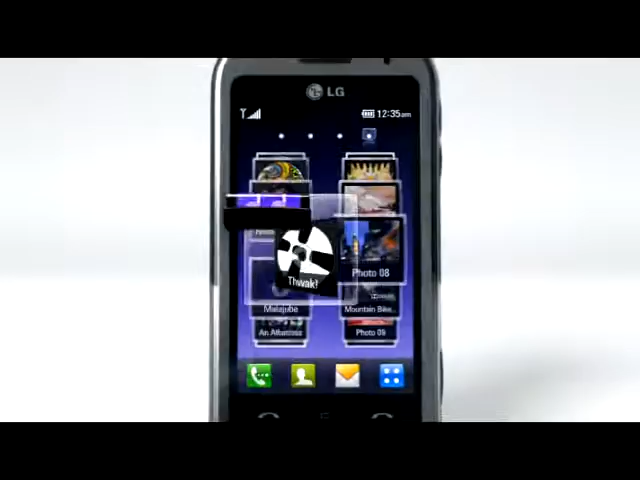 LG
12:35am
Thwak!
Photo 08
Malajube
Mountain Bike..
An Albatross
Photo 09